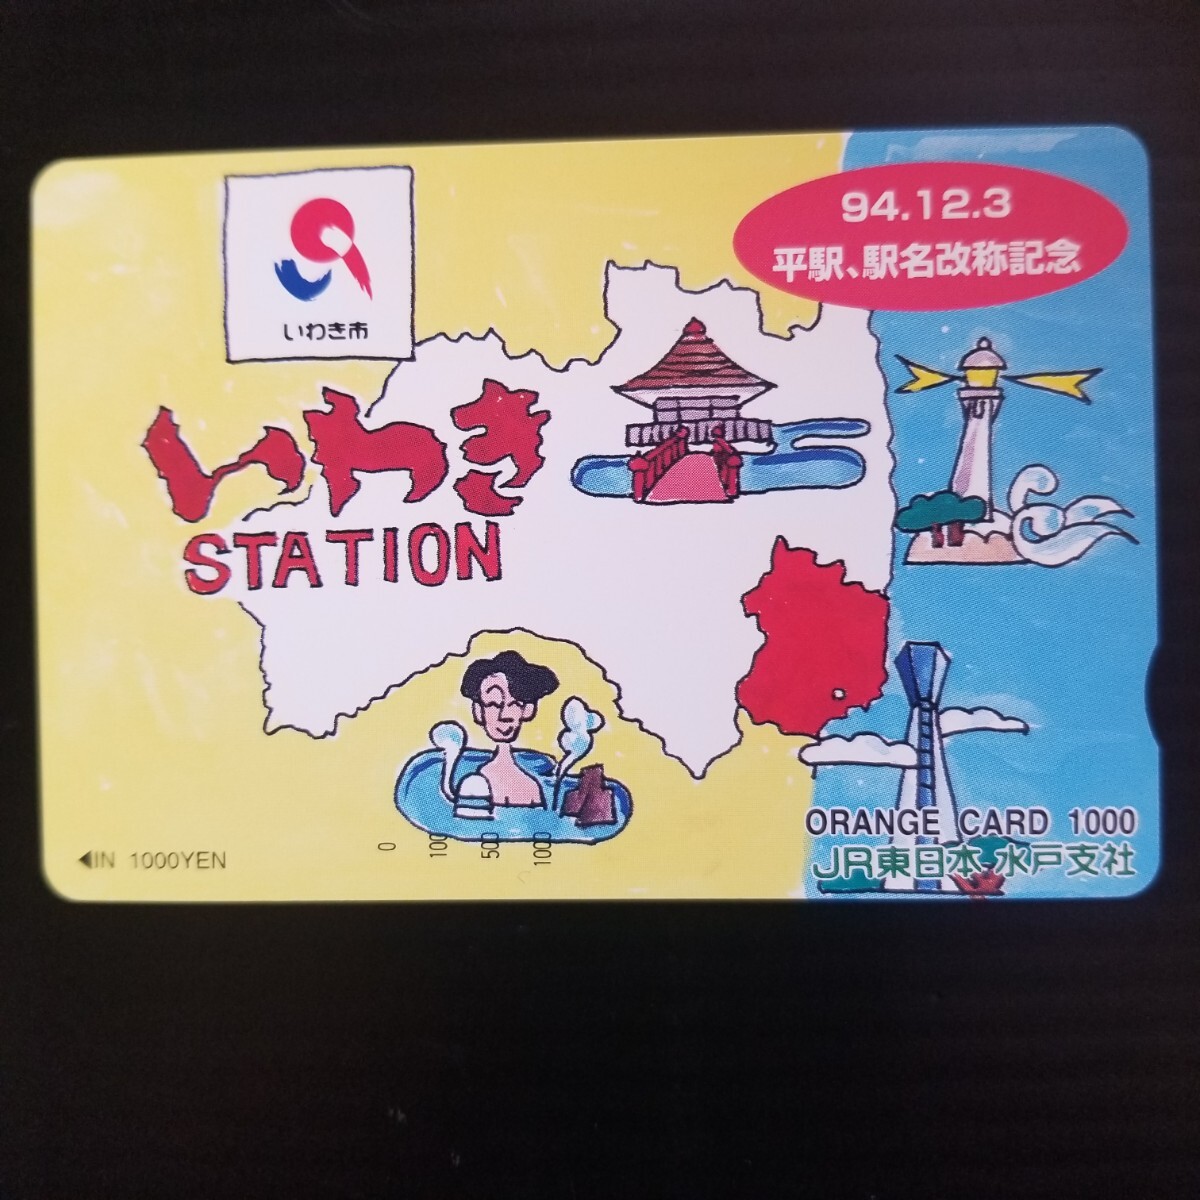 94.12.3
平駅、駅名改称記念
いわき市
いわき
STATION
0 100 500 1000
ORANGE CARD 1000
JR東日本 水戸支社
◀IN 1000YEN